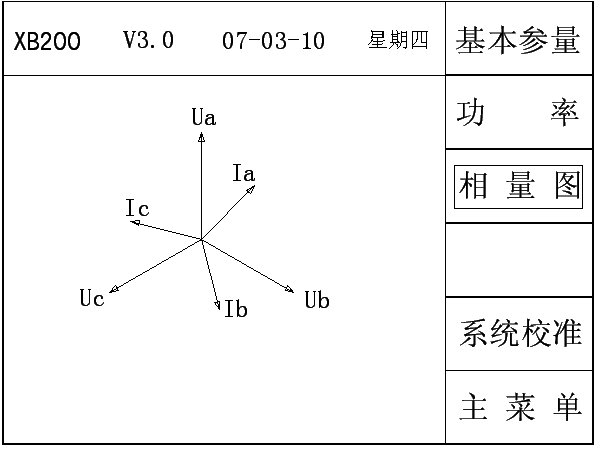 XB200 V3.0 07-03-10 星期四
基本参量
功 率
相 量 图
系统校准
主 菜 单
Ua
Ia
Ic
Uc
Ib
Ub